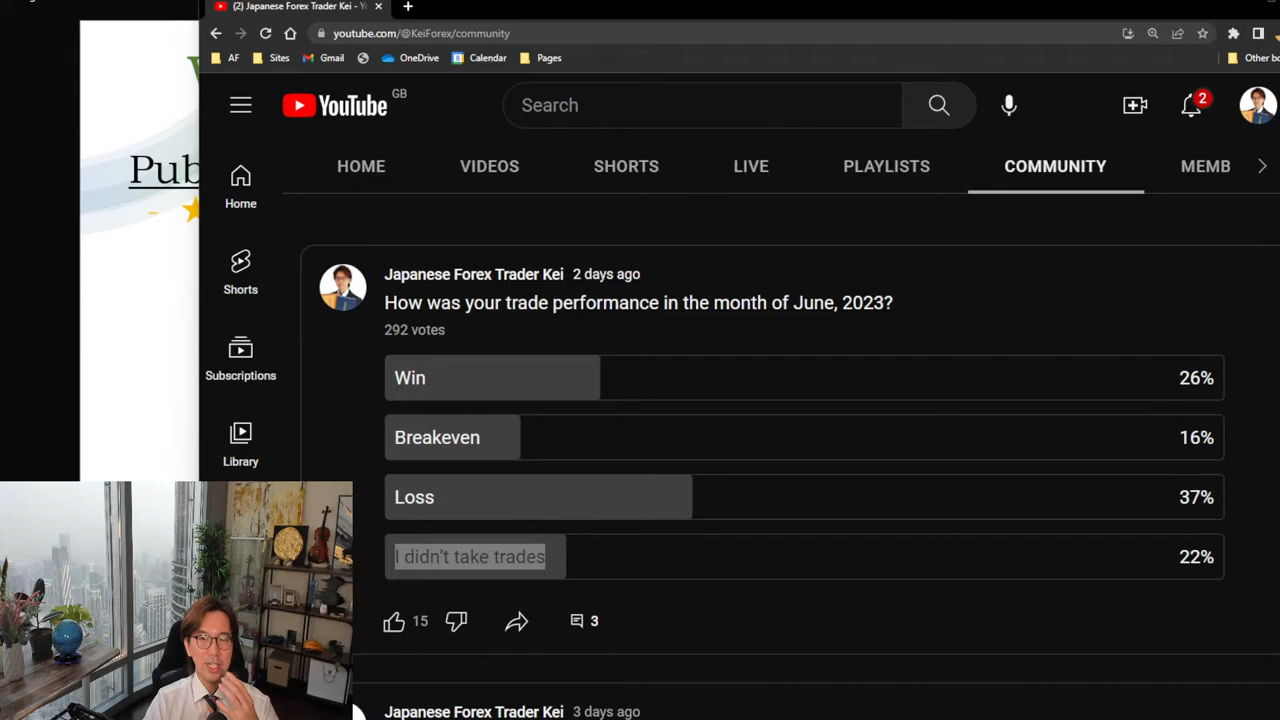 (2) Japanese Forex Trader Kei - Yo
youtube.com/@KeiForex/community
AF
Sites
Gmail
OneDrive
Calendar
Pages
Other bo
YouTube
GB
Search
2
HOME
VIDEOS
SHORTS
LIVE
PLAYLISTS
COMMUNITY
MEMB
Pub
Home
Shorts
Subscriptions
Library
Japanese Forex Trader Kei 2 days ago
How was your trade performance in the month of June, 2023?
292 votes
Win 26%
Breakeven 16%
Loss 37%
I didn't take trades 22%
15
3
Japanese Forex Trader Kei 3 days ago